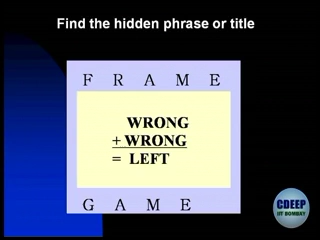 Find the hidden phrase or title
F R A M E
WRONG
+ WRONG
= LEFT
G A M E
CDEEP
IIT BOMBAY